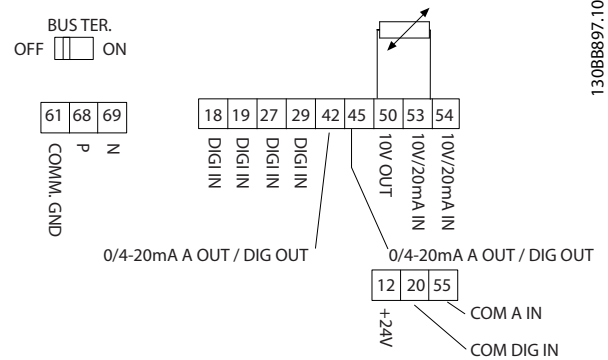 130BB897.10
BUS TER.
OFF ON
61 68 69
COMM. GND
P
N
18 19 27 29 42 45 50 53 54
DIGI IN
DIGI IN
DIGI IN
DIGI IN
10V OUT
10V/20mA IN
10V/20mA IN
0/4-20mA A OUT / DIG OUT
0/4-20mA A OUT / DIG OUT
12 20 55
+24V
COM A IN
COM DIG IN